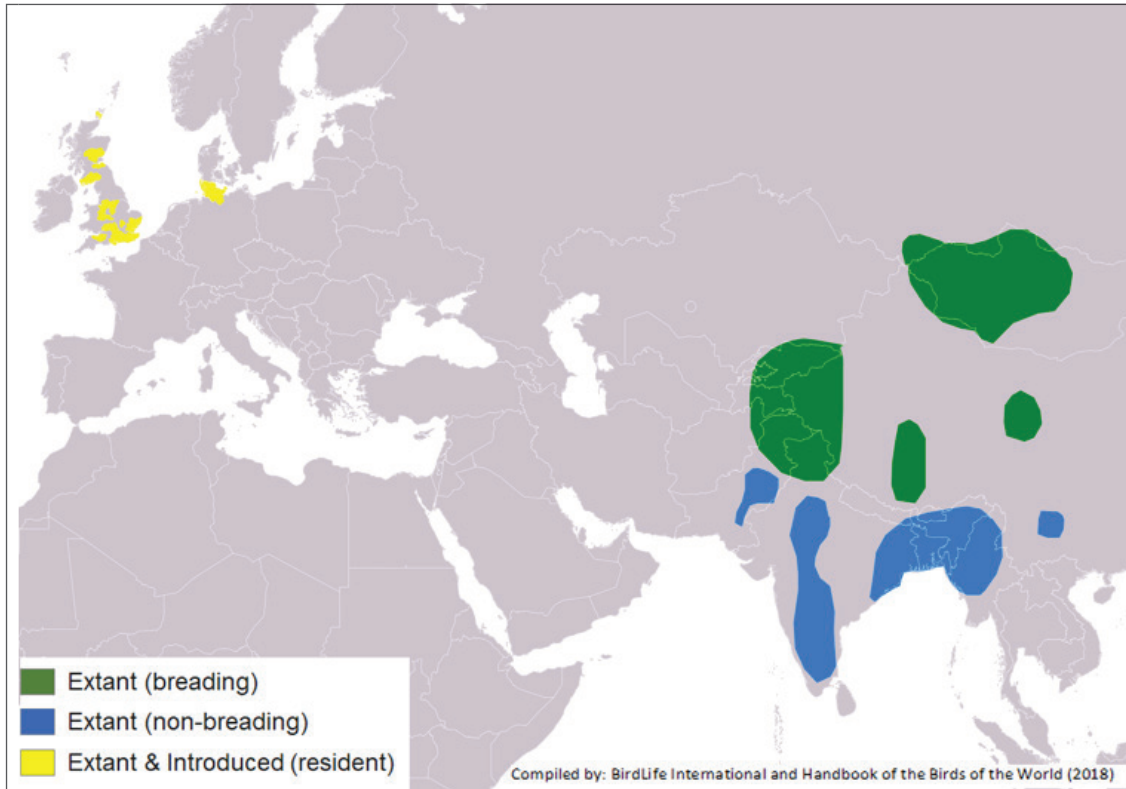 Extant (breading)
Extant (non-breading)
Extant & Introduced (resident)
Compiled by: BirdLife International and Handbook of the Birds of the World (2018)